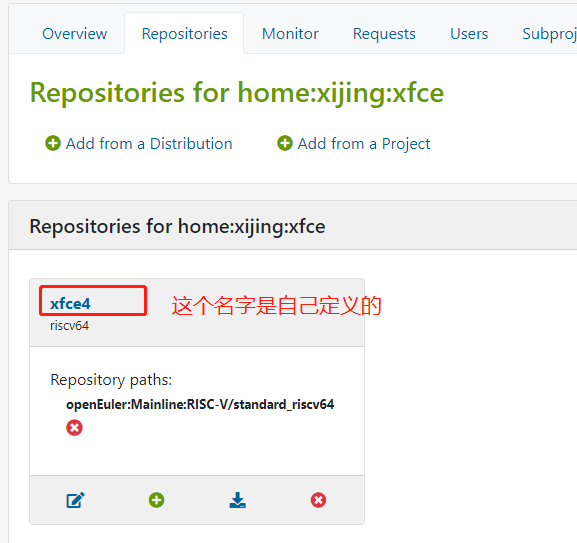 Overview Repositories Monitor Requests Users Subproj
Repositories for home:xijing:xfce
Add from a Distribution Add from a Project
Repositories for home:xijing:xfce
xfce4 这个名字是自己定义的
riscv64
Repository paths:
openEuler:Mainline:RISC-V/standard_riscv64